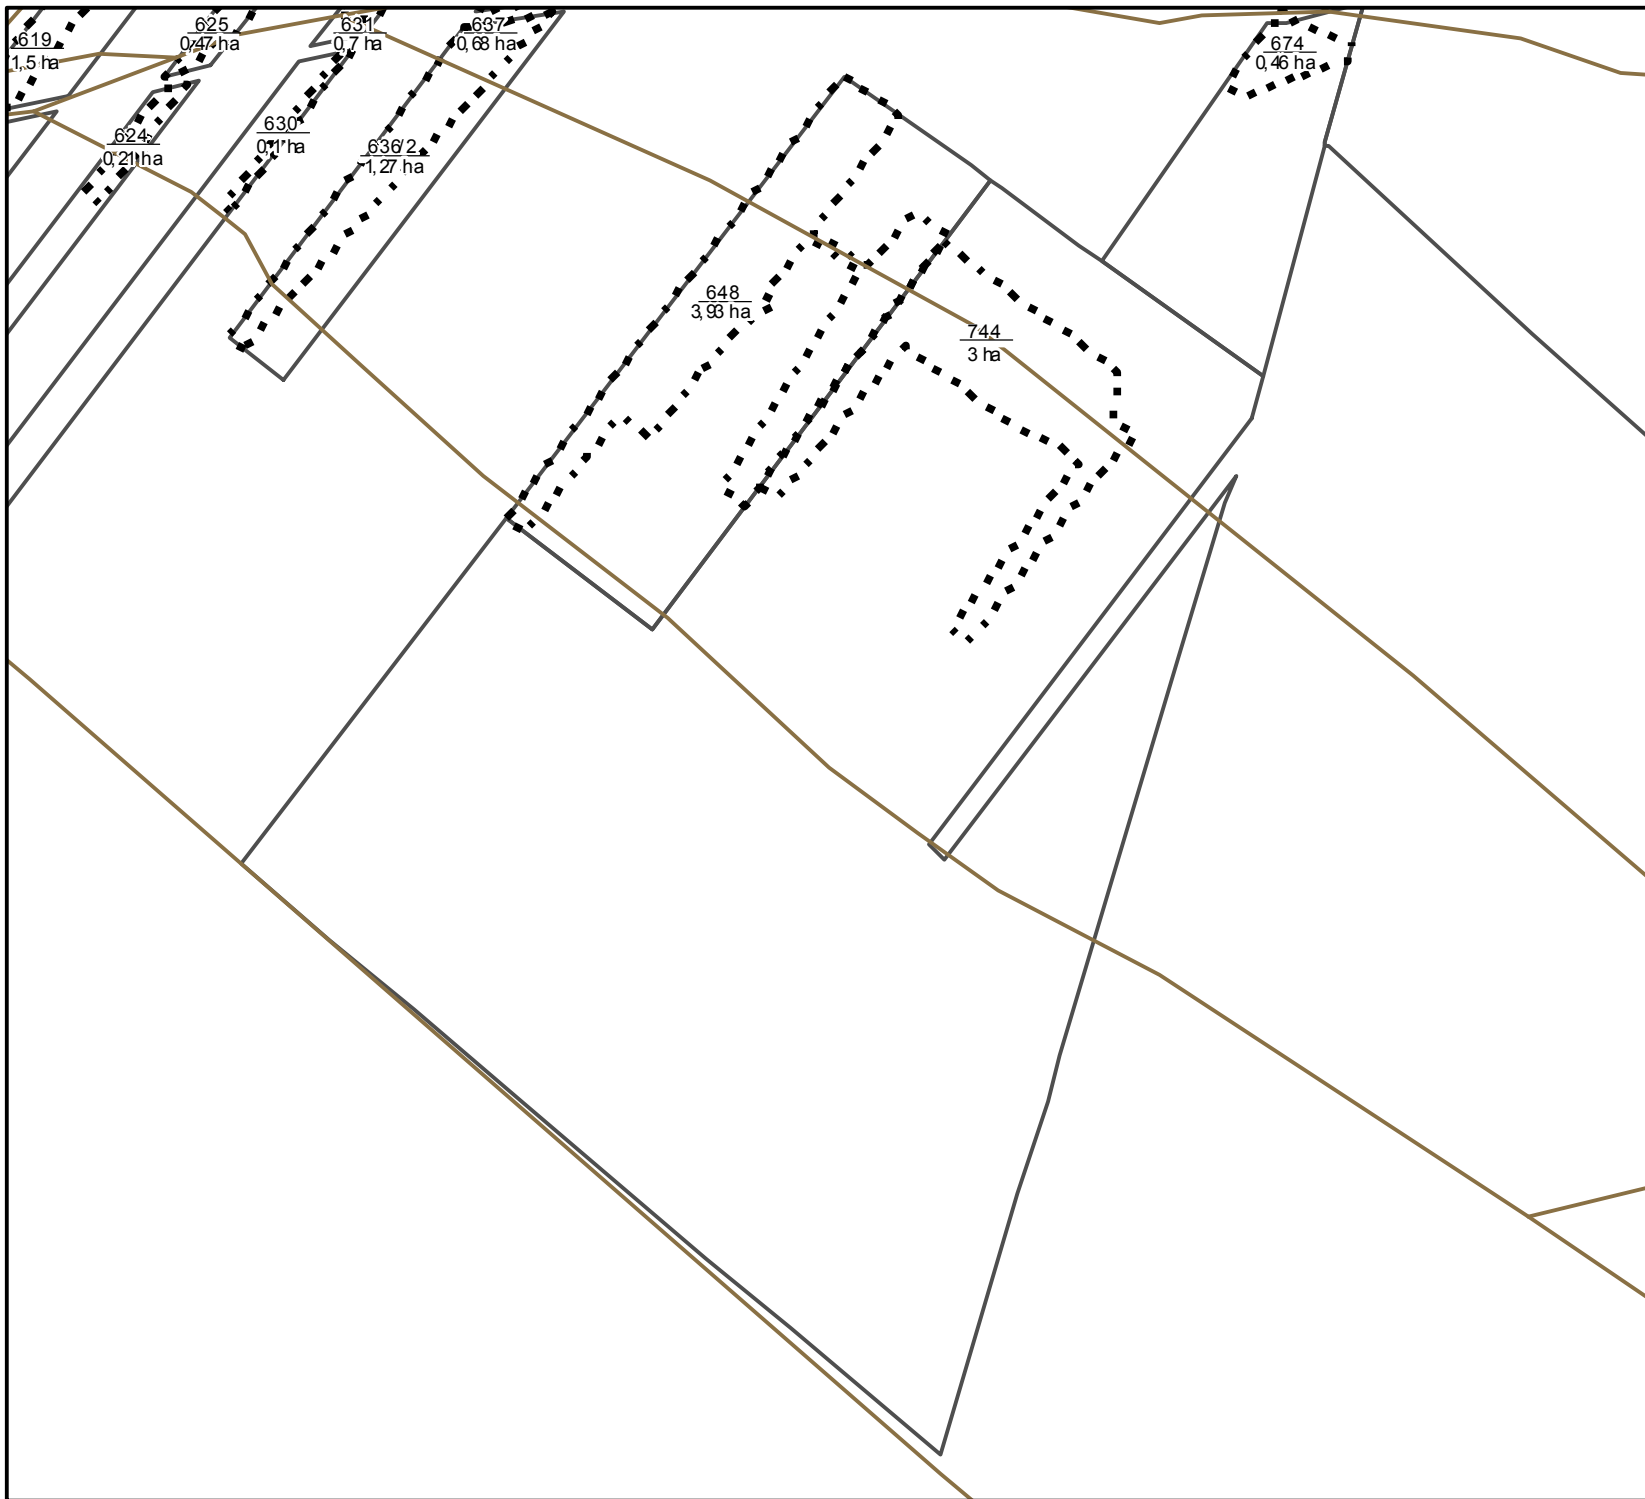 619
1,5 ha
625
0,47 ha
631
0,7 ha
637
0,68 ha
674
0,46 ha
624
0,21 ha
630
0,1 ha
636/2
1,27 ha
648
3,93 ha
744
3 ha